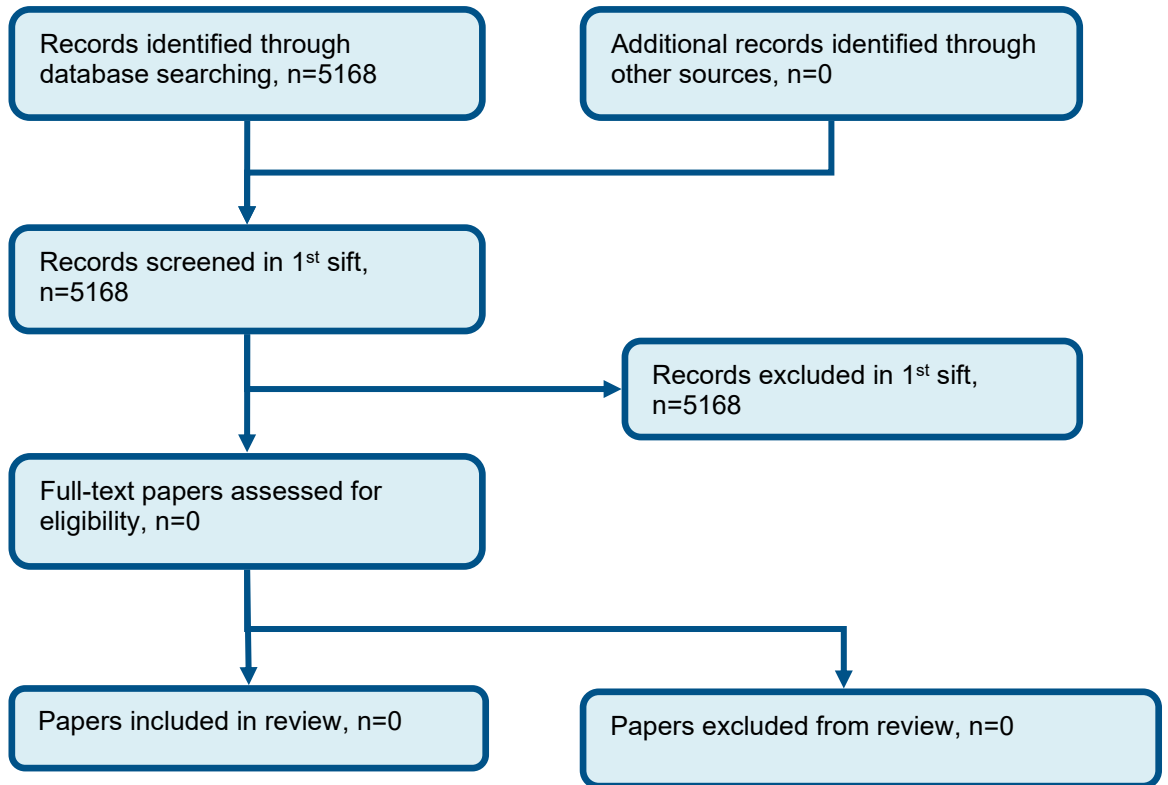 Records identified through
database searching, n=5168
Additional records identified through
other sources, n=0
Records screened in 1st sift,
n=5168
Records excluded in 1st sift,
n=5168
Full-text papers assessed for
eligibility, n=0
Papers included in review, n=0
Papers excluded from review, n=0